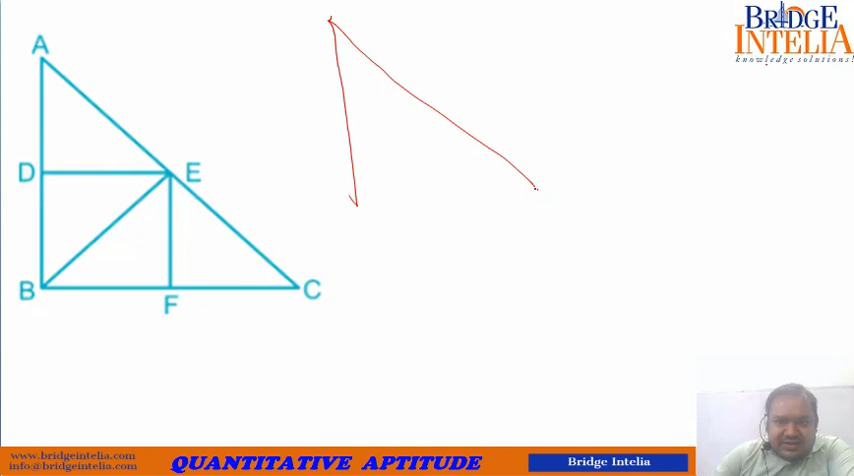 BRIDGE
INTELIA
knowledge solutions!
A
D
E
B
F
C
www.bridgeintelia.com
info@bridgeintelia.com
QUANTITATIVE APTITUDE
Bridge Intelia